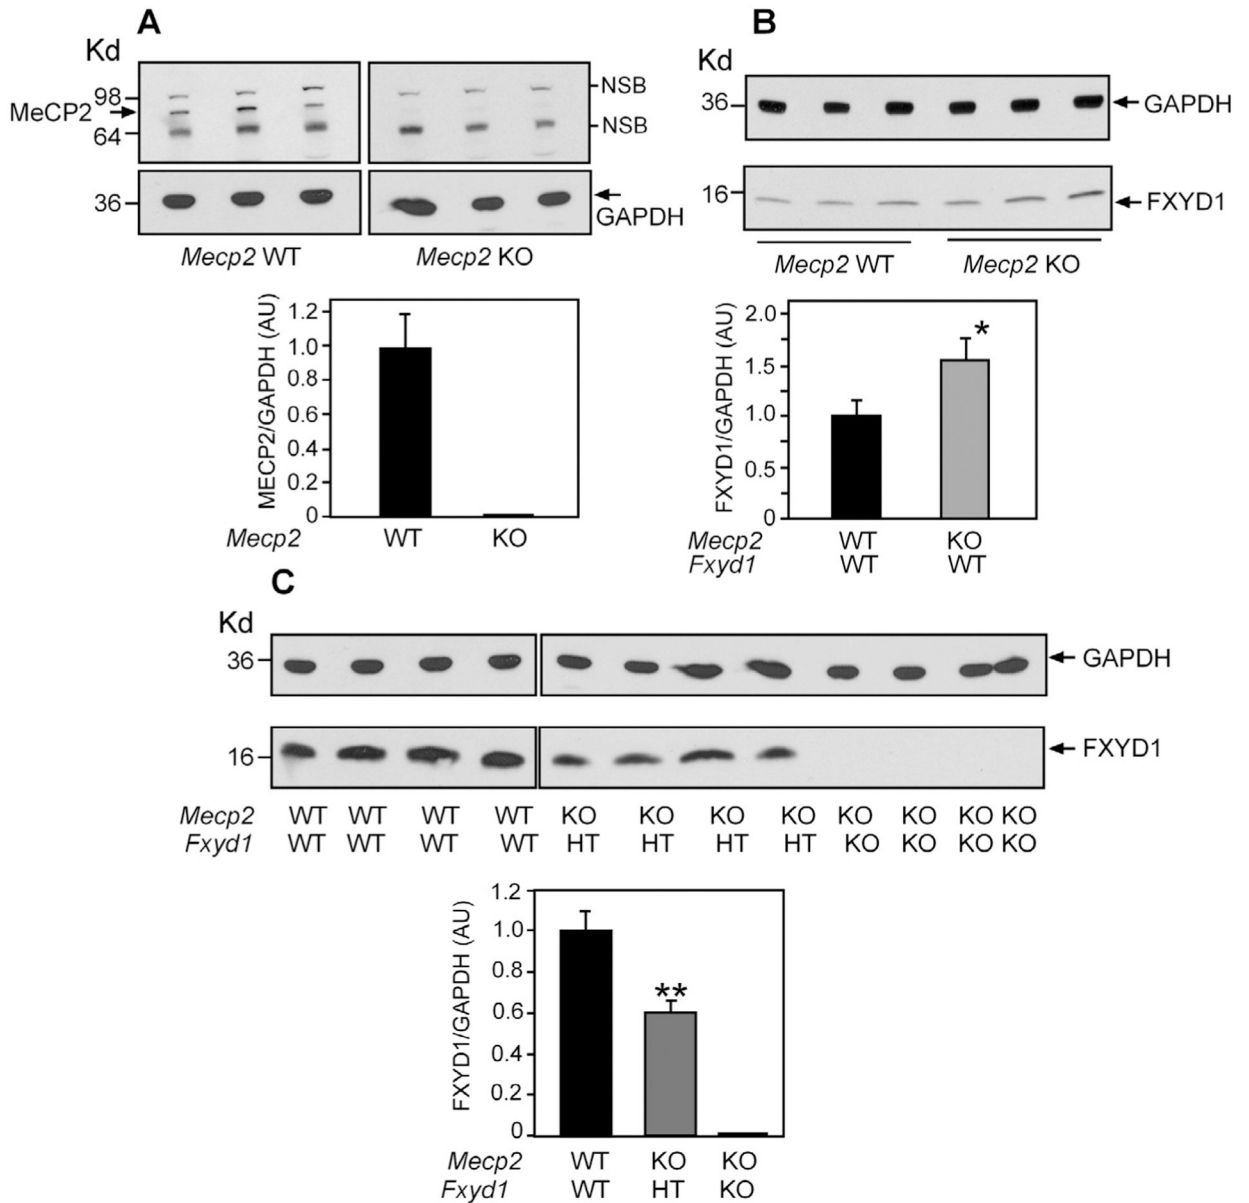 A
Kd
98
MeCP2
64
36
NSB
NSB
GAPDH
Mecp2 WT
Mecp2 KO
MECP2/GAPDH (AU)
1.2
1.0
0.8
0.6
0.4
0.2
0
Mecp2 WT KO
B
Kd
36
GAPDH
16
FXYD1
Mecp2 WT
Mecp2 KO
FXYD1/GAPDH (AU)
2.0
1.5
1.0
0.5
0
*
Mecp2 WT KO
Fxyd1 WT WT
C
Kd
36
GAPDH
16
FXYD1
Mecp2 WT WT WT WT KO KO KO KO KO KO KO KO
Fxyd1 WT WT WT WT HT HT HT HT KO KO KO KO
FXYD1/GAPDH (AU)
1.2
1.0
0.8
0.6
0.4
0.2
0
**
Mecp2 WT KO KO
Fxyd1 WT HT KO